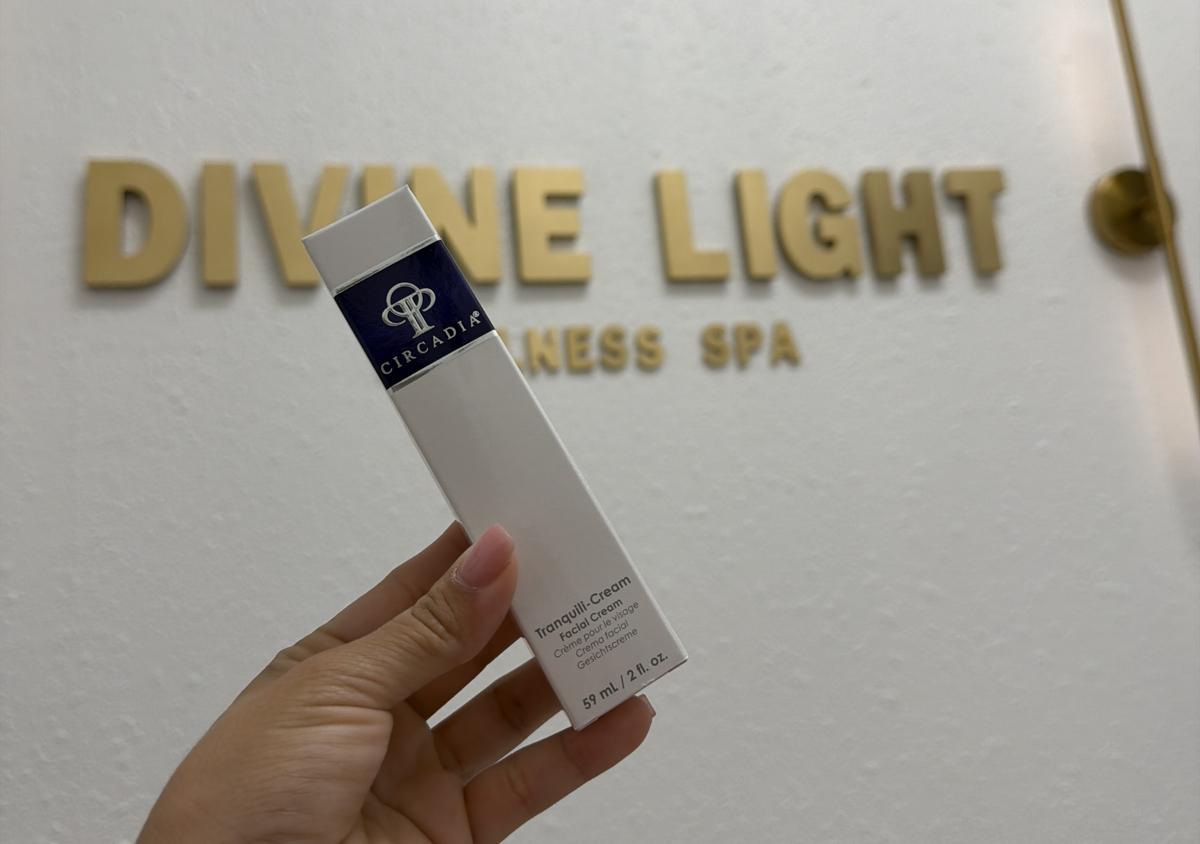 DIVINE LIGHT
SPA
CIRCADIA®
Tranquili-Cream
Facial Cream
Crème pour le visage
Crema facial
Gesichtscreme
59 mL / 2 fl. oz.